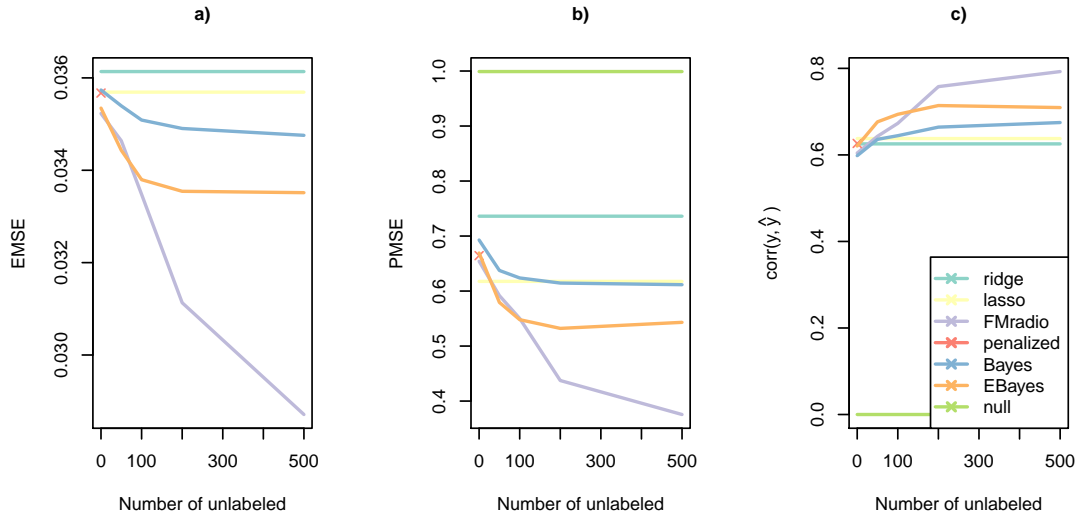 a)
EMSE
0.036
0.034
0.032
0.030
0
100
300
500
Number of unlabeled
b)
PMSE
1.0
0.9
0.8
0.7
0.6
0.5
0.4
0
100
300
500
Number of unlabeled
c)
corr(y, ŷ )
0.8
0.6
0.4
0.2
0.0
0
100
300
500
Number of unlabeled
ridge
lasso
FMradio
penalized
Bayes
EBayes
null